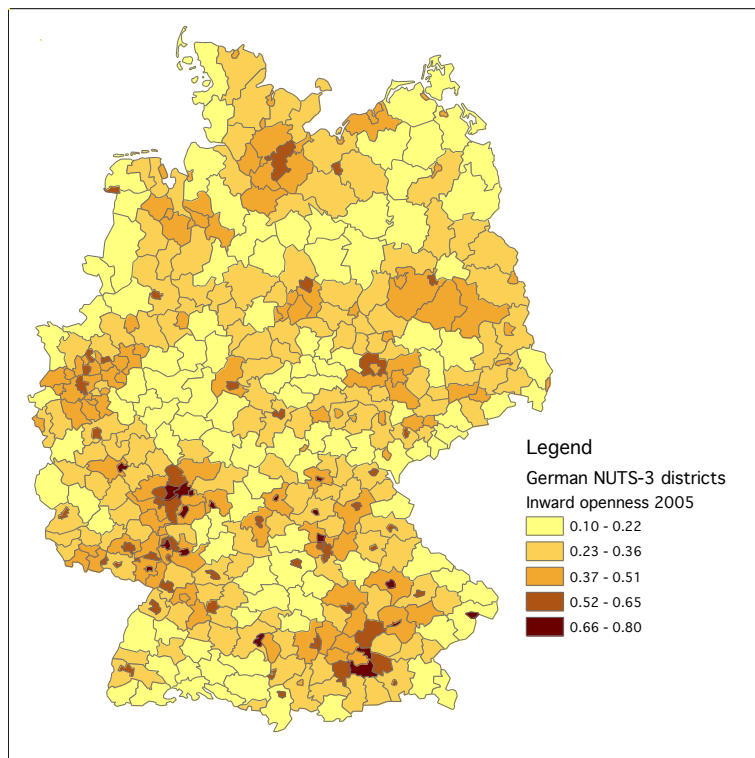 Legend
German NUTS-3 districts
Inward openness 2005
0.10 - 0.22
0.23 - 0.36
0.37 - 0.51
0.52 - 0.65
0.66 - 0.80